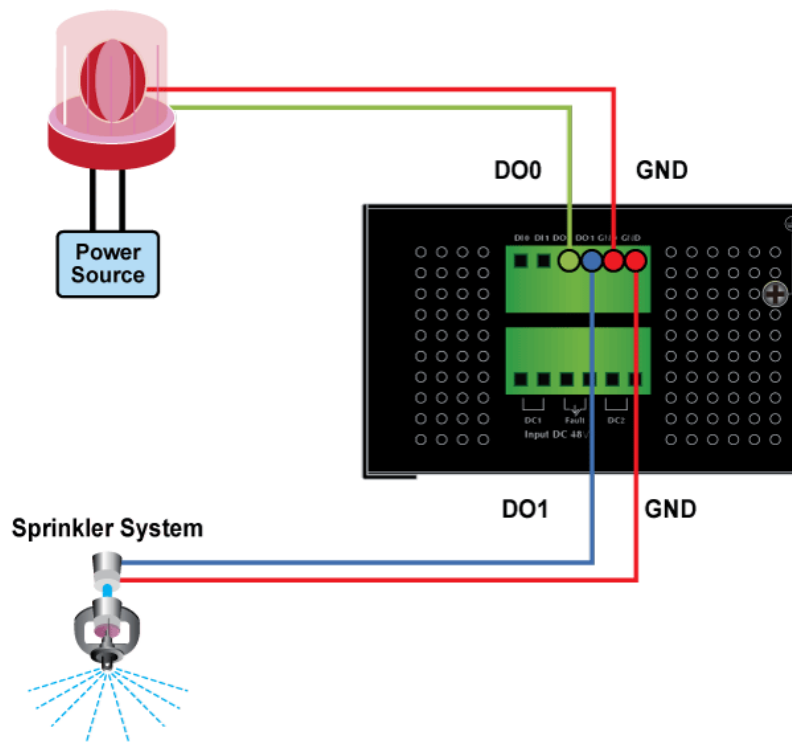 DO0 GND
Power
Source
DI0 DI1 DO0 DO1 GND GND
DC1 Fault DC2
Input DC 48V
DO1 GND
Sprinkler System